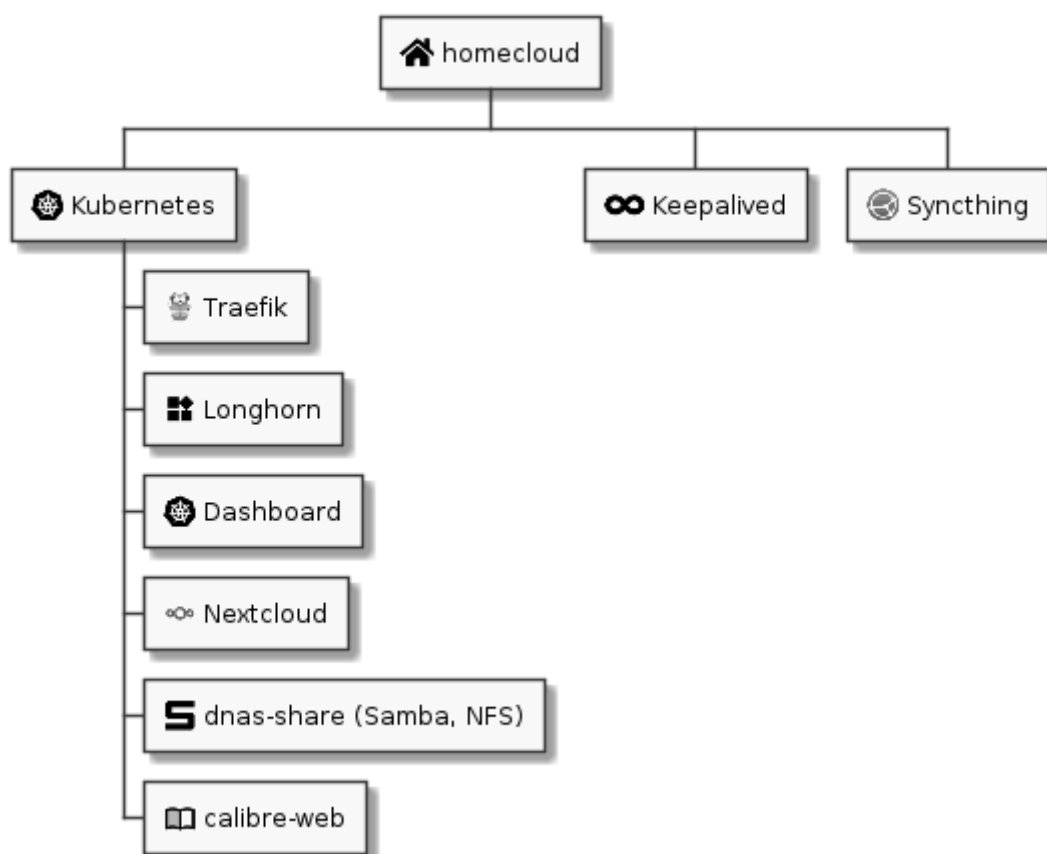 homecloud
Kubernetes
Keepalived
Syncthing
Traefik
Longhorn
Dashboard
Nextcloud
dnas-share (Samba, NFS)
calibre-web